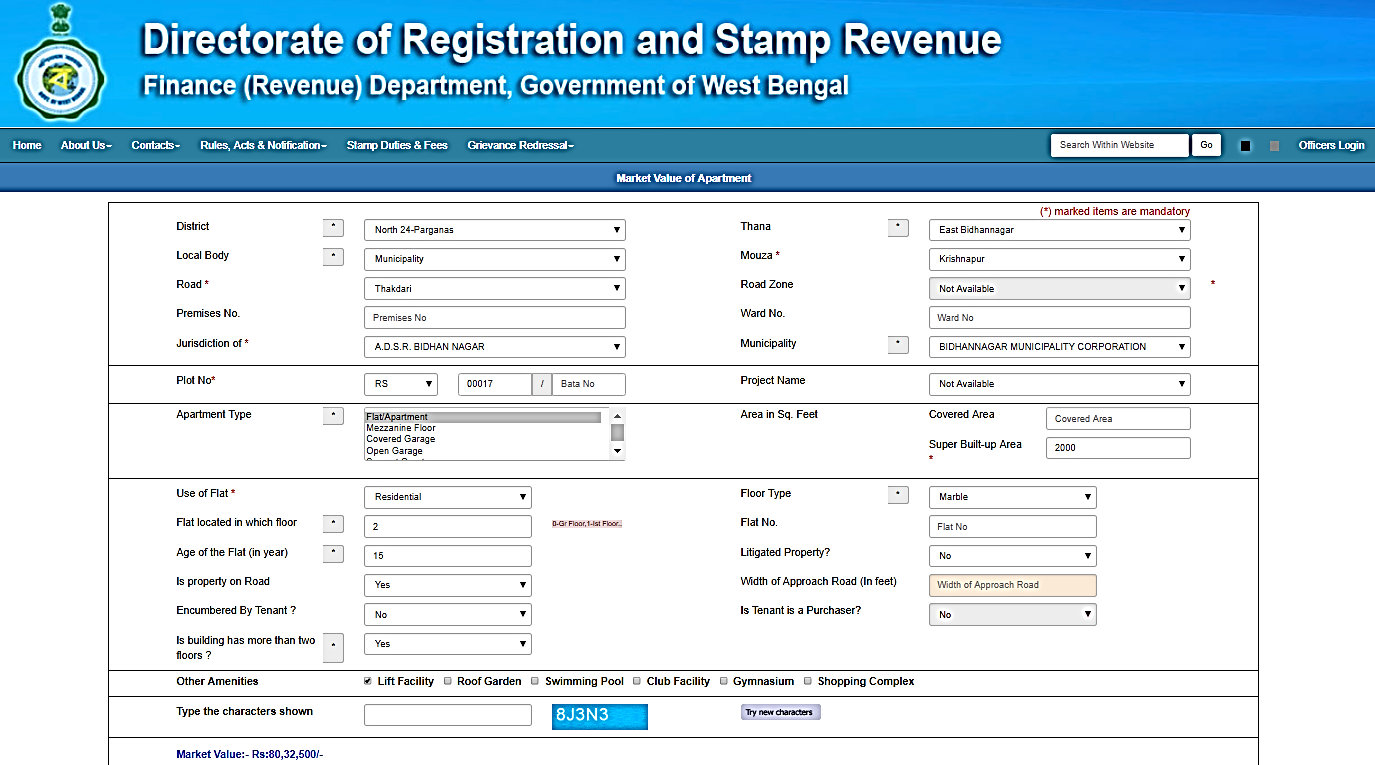 Directorate of Registration and Stamp Revenue
Finance (Revenue) Department, Government of West Bengal
Home About Us Contacts Rules, Acts & Notification Stamp Duties & Fees Grievance Redressal Search Within Website Go Officers Login
Market Value of Apartment
(*) marked items are mandatory
District * North 24-Parganas Thana * East Bidhannagar
Local Body * Municipality Mouza * Krishnapur
Road * Thakdari Road Zone Not Available *
Premises No. Premises No Ward No. Ward No
Jurisdiction of * A.D.S.R. BIDHAN NAGAR Municipality * BIDHANNAGAR MUNICIPALITY CORPORATION
Plot No* RS 00017 / Bata No Project Name Not Available
Apartment Type * Flat/Apartment Area in Sq. Feet Covered Area Covered Area
Mezzanine Floor
Covered Garage
Open Garage
Super Built-up Area 2000
*
Use of Flat * Residential Floor Type * Marble
Flat located in which floor * 2 0-Gr Floor,1-Ist Floor.. Flat No. Flat No
Age of the Flat (in year) * 15 Litigated Property? No
Is property on Road Yes Width of Approach Road (In feet) Width of Approach Road
Encumbered By Tenant ? No Is Tenant is a Purchaser? No
Is building has more than two
floors ? * Yes
Other Amenities Lift Facility Roof Garden Swimming Pool Club Facility Gymnasium Shopping Complex
Type the characters shown 8J3N3 Try new characters
Market Value:- Rs:80,32,500/-